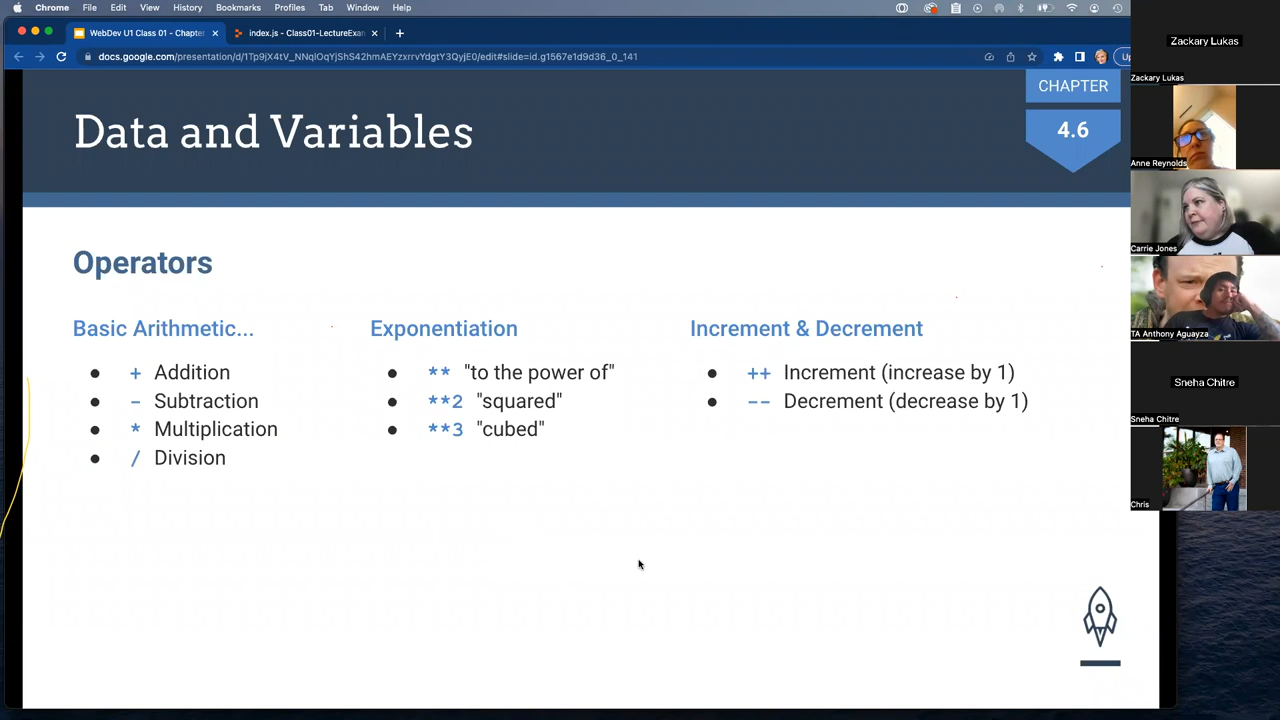 Chrome File Edit View History Bookmarks Profiles Tab Window Help
WebDev U1 Class 01 - Chapter
index.js - Class01-LectureExan
docs.google.com/presentation/d/1Tp9jX4tV_NNqIOqYjShS42hmAEYzxrrvYdgtY3QyjE0/edit#slide=id.g1567e1d9d36_0_141
Data and Variables
CHAPTER
4.6
Operators
Basic Arithmetic...
+ Addition
- Subtraction
* Multiplication
/ Division
Exponentiation
** "to the power of"
**2 "squared"
**3 "cubed"
Increment & Decrement
++ Increment (increase by 1)
-- Decrement (decrease by 1)
Zackary Lukas
Zackary Lukas
Anne Reynolds
Carrie Jones
TA Anthony Aguayza
Sneha Chitre
Sneha Chitre
Chris